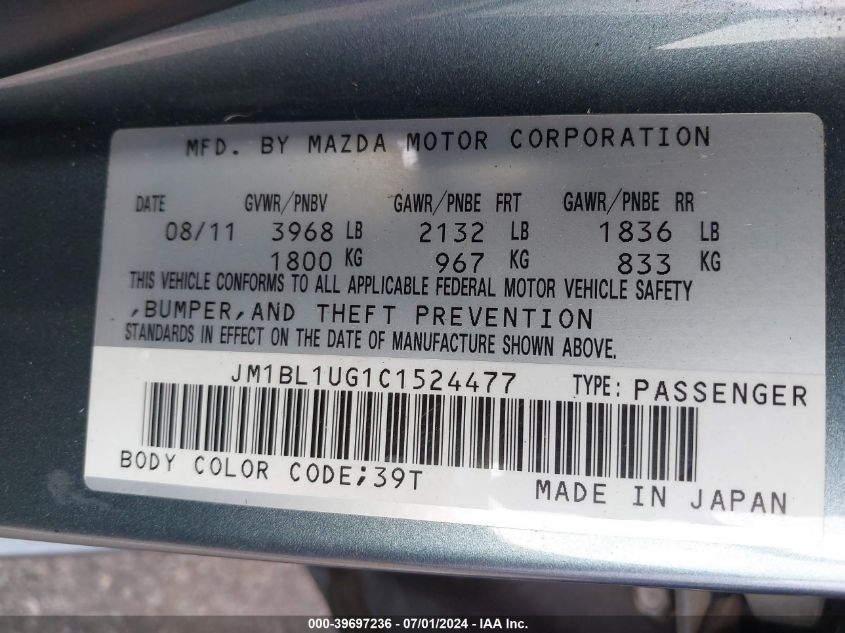 MFD. BY MAZDA MOTOR CORPORATION
DATE GVWR/PNBV GAWR/PNBE FRT GAWR/PNBE RR
08/11 3968 LB 2132 LB 1836 LB
1800 KG 967 KG 833 KG
THIS VEHICLE CONFORMS TO ALL APPLICABLE FEDERAL MOTOR VEHICLE SAFETY
,BUMPER,AND THEFT PREVENTION
STANDARDS IN EFFECT ON THE DATE OF MANUFACTURE SHOWN ABOVE.
JM1BL1UG1C1524477 TYPE: PASSENGER
BODY COLOR CODE;39T
MADE IN JAPAN
000-39697236 - 07/01/2024 - IAA Inc.